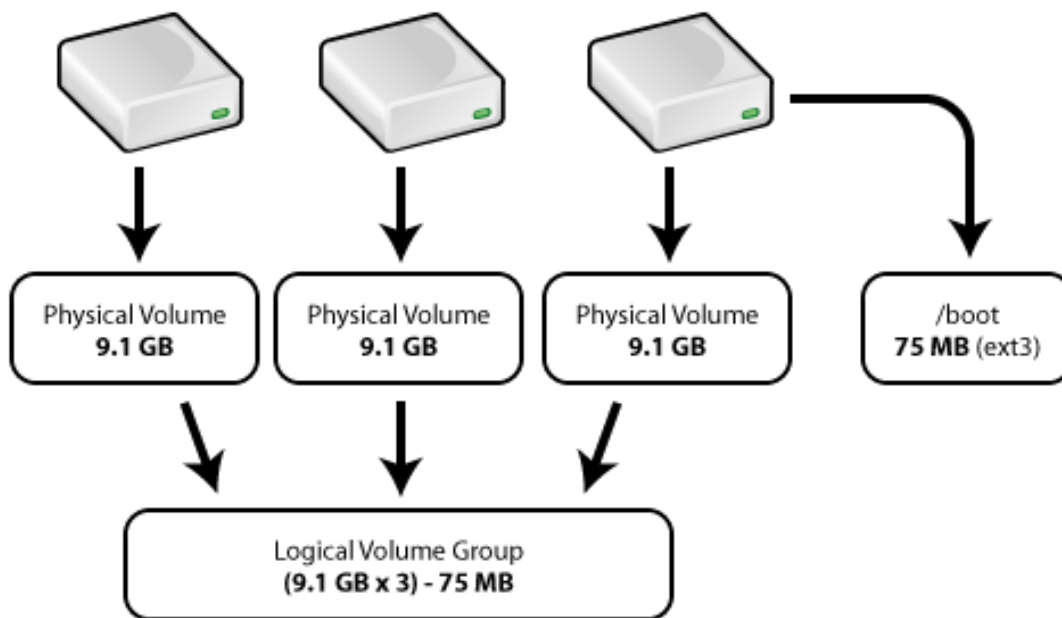 Physical Volume
9.1 GB
Physical Volume
9.1 GB
Physical Volume
9.1 GB
/boot
75 MB (ext3)
Logical Volume Group
(9.1 GB x 3) - 75 MB